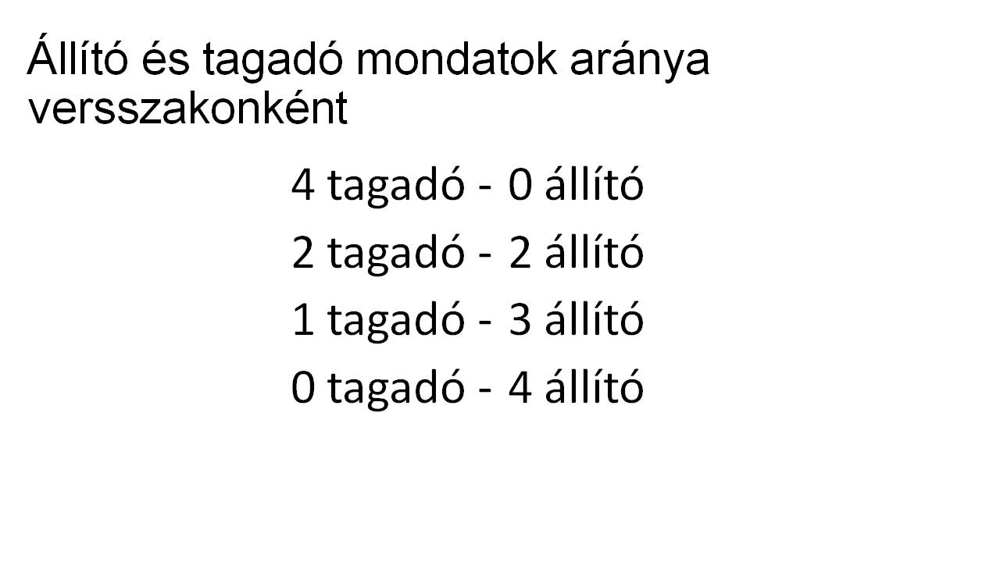 Állító és tagadó mondatok aránya
versszakonként
4 tagadó - 0 állító
2 tagadó - 2 állító
1 tagadó - 3 állító
0 tagadó - 4 állító